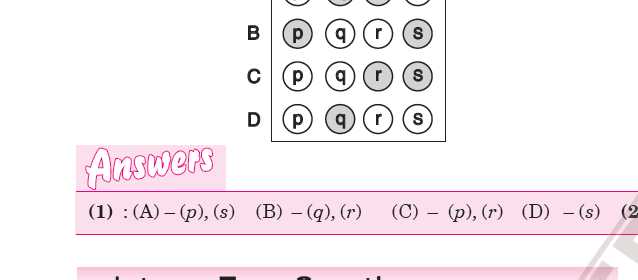 B p q r s
C p q r s
D p q r s
Answers
(1) : (A) – (p), (s) (B) – (q), (r) (C) – (p), (r) (D) – (s) (2